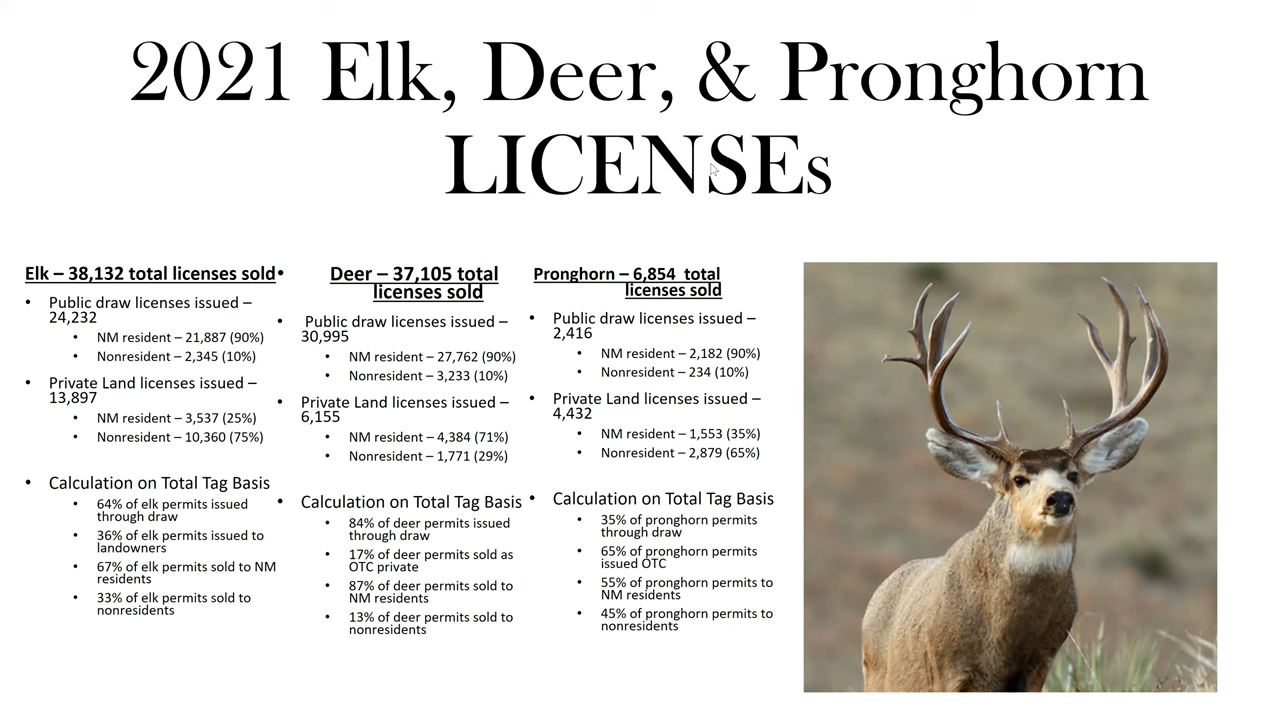 2021 Elk, Deer, & Pronghorn
LICENSEs
Elk – 38,132 total licenses sold
• Public draw licenses issued –
24,232
• NM resident – 21,887 (90%)
• Nonresident – 2,345 (10%)
• Private Land licenses issued –
13,897
• NM resident – 3,537 (25%)
• Nonresident – 10,360 (75%)
• Calculation on Total Tag Basis
• 64% of elk permits issued
through draw
• 36% of elk permits issued to
landowners
• 67% of elk permits sold to NM
residents
• 33% of elk permits sold to
nonresidents
• Deer – 37,105 total
licenses sold
• Public draw licenses issued –
30,995
• NM resident – 27,762 (90%)
• Nonresident – 3,233 (10%)
• Private Land licenses issued –
6,155
• NM resident – 4,384 (71%)
• Nonresident – 1,771 (29%)
• Calculation on Total Tag Basis
• 84% of deer permits issued
through draw
• 17% of deer permits sold as
OTC private
• 87% of deer permits sold to
NM residents
• 13% of deer permits sold to
nonresidents
Pronghorn – 6,854 total
licenses sold
• Public draw licenses issued –
2,416
• NM resident – 2,182 (90%)
• Nonresident – 234 (10%)
• Private Land licenses issued –
4,432
• NM resident – 1,553 (35%)
• Nonresident – 2,879 (65%)
• Calculation on Total Tag Basis
• 35% of pronghorn permits
through draw
• 65% of pronghorn permits
issued OTC
• 55% of pronghorn permits to
NM residents
• 45% of pronghorn permits to
nonresidents